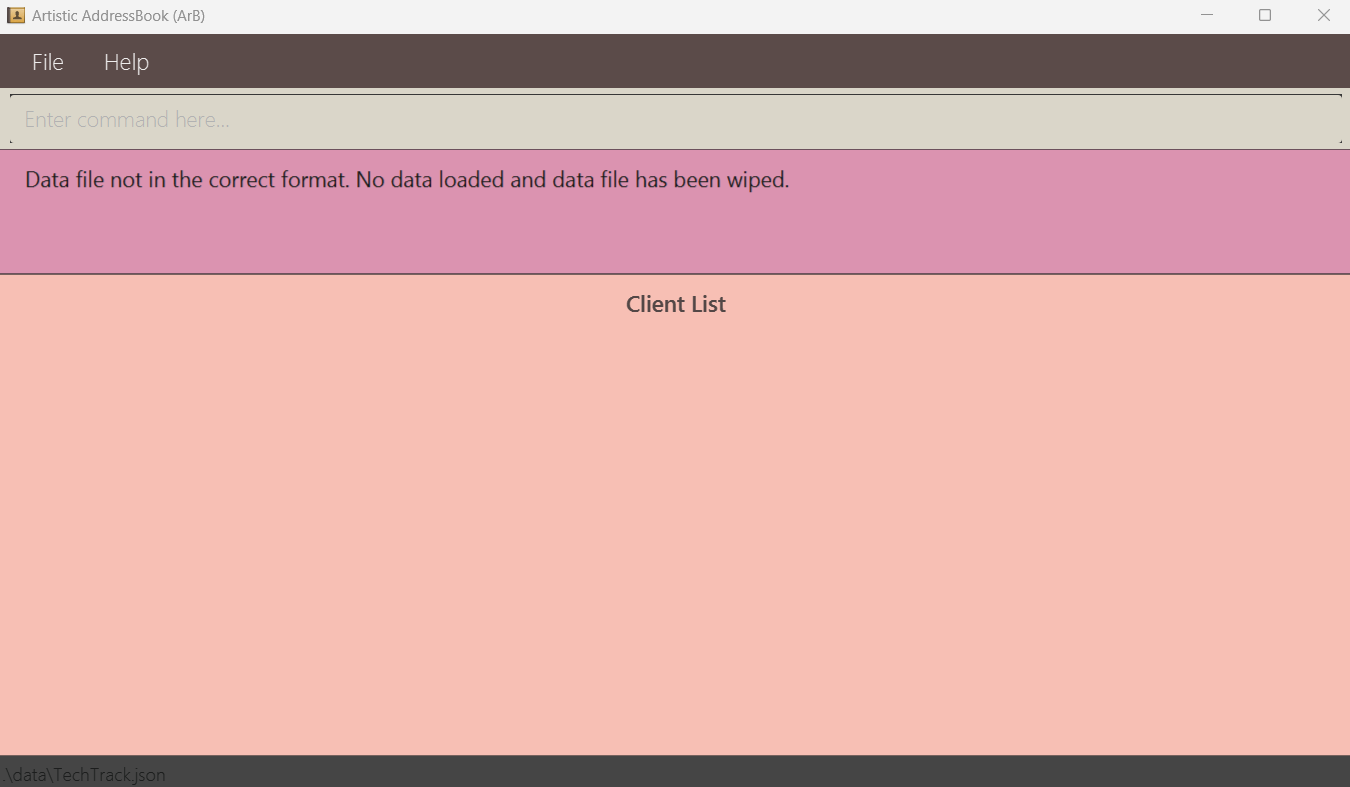 Artistic AddressBook (ArB)
File Help
Enter command here...
Data file not in the correct format. No data loaded and data file has been wiped.
Client List
.\data\TechTrack.json